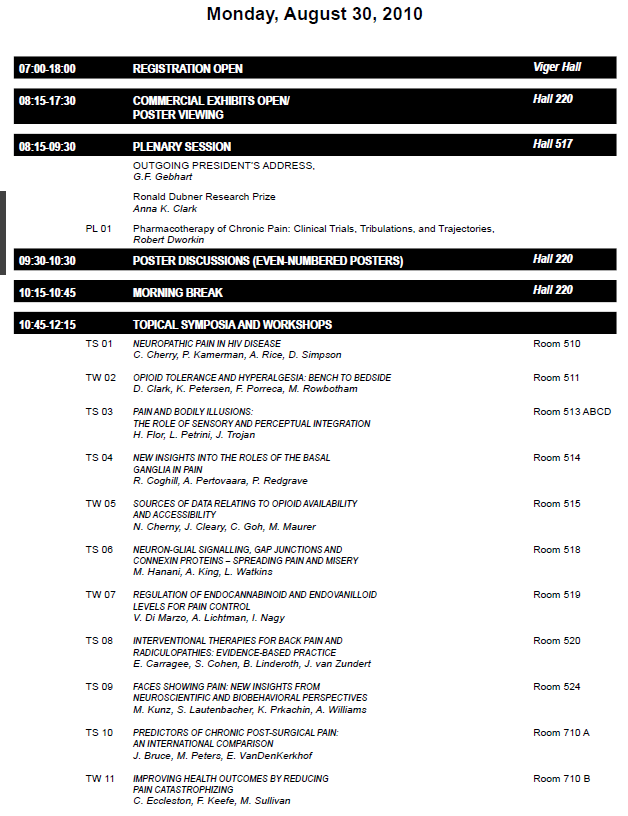 Monday, August 30, 2010
07:00-18:00 REGISTRATION OPEN Viger Hall
08:15-17:30 COMMERCIAL EXHIBITS OPEN/ Hall 220
POSTER VIEWING
08:15-09:30 PLENARY SESSION Hall 517
OUTGOING PRESIDENT'S ADDRESS,
G.F. Gebhart
Ronald Dubner Research Prize
Anna K. Clark
PL 01 Pharmacotherapy of Chronic Pain: Clinical Trials, Tribulations, and Trajectories,
Robert Dworkin
09:30-10:30 POSTER DISCUSSIONS (EVEN-NUMBERED POSTERS) Hall 220
10:15-10:45 MORNING BREAK Hall 220
10:45-12:15 TOPICAL SYMPOSIA AND WORKSHOPS
TS 01 NEUROPATHIC PAIN IN HIV DISEASE Room 510
C. Cherry, P. Kamerman, A. Rice, D. Simpson
TW 02 OPIOID TOLERANCE AND HYPERALGESIA: BENCH TO BEDSIDE Room 511
D. Clark, K. Petersen, F. Porreca, M. Rowbotham
TS 03 PAIN AND BODILY ILLUSIONS: Room 513 ABCD
THE ROLE OF SENSORY AND PERCEPTUAL INTEGRATION
H. Flor, L. Petrini, J. Trojan
TS 04 NEW INSIGHTS INTO THE ROLES OF THE BASAL Room 514
GANGLIA IN PAIN
R. Coghill, A. Pertovaara, P. Redgrave
TW 05 SOURCES OF DATA RELATING TO OPIOID AVAILABILITY Room 515
AND ACCESSIBILITY
N. Cherny, J. Cleary, C. Goh, M. Maurer
TS 06 NEURON-GLIAL SIGNALLING, GAP JUNCTIONS AND Room 518
CONNEXIN PROTEINS – SPREADING PAIN AND MISERY
M. Hanani, A. King, L. Watkins
TW 07 REGULATION OF ENDOCANNABINOID AND ENDOVANILLOID Room 519
LEVELS FOR PAIN CONTROL
V. Di Marzo, A. Lichtman, I. Nagy
TS 08 INTERVENTIONAL THERAPIES FOR BACK PAIN AND Room 520
RADICULOPATHIES: EVIDENCE-BASED PRACTICE
E. Carragee, S. Cohen, B. Linderoth, J. van Zundert
TS 09 FACES SHOWING PAIN: NEW INSIGHTS FROM Room 524
NEUROSCIENTIFIC AND BIOBEHAVIORAL PERSPECTIVES
M. Kunz, S. Lautenbacher, K. Prkachin, A. Williams
TS 10 PREDICTORS OF CHRONIC POST-SURGICAL PAIN: Room 710 A
AN INTERNATIONAL COMPARISON
J. Bruce, M. Peters, E. VanDenKerkhof
TW 11 IMPROVING HEALTH OUTCOMES BY REDUCING Room 710 B
PAIN CATASTROPHIZING
C. Eccleston, F. Keefe, M. Sullivan